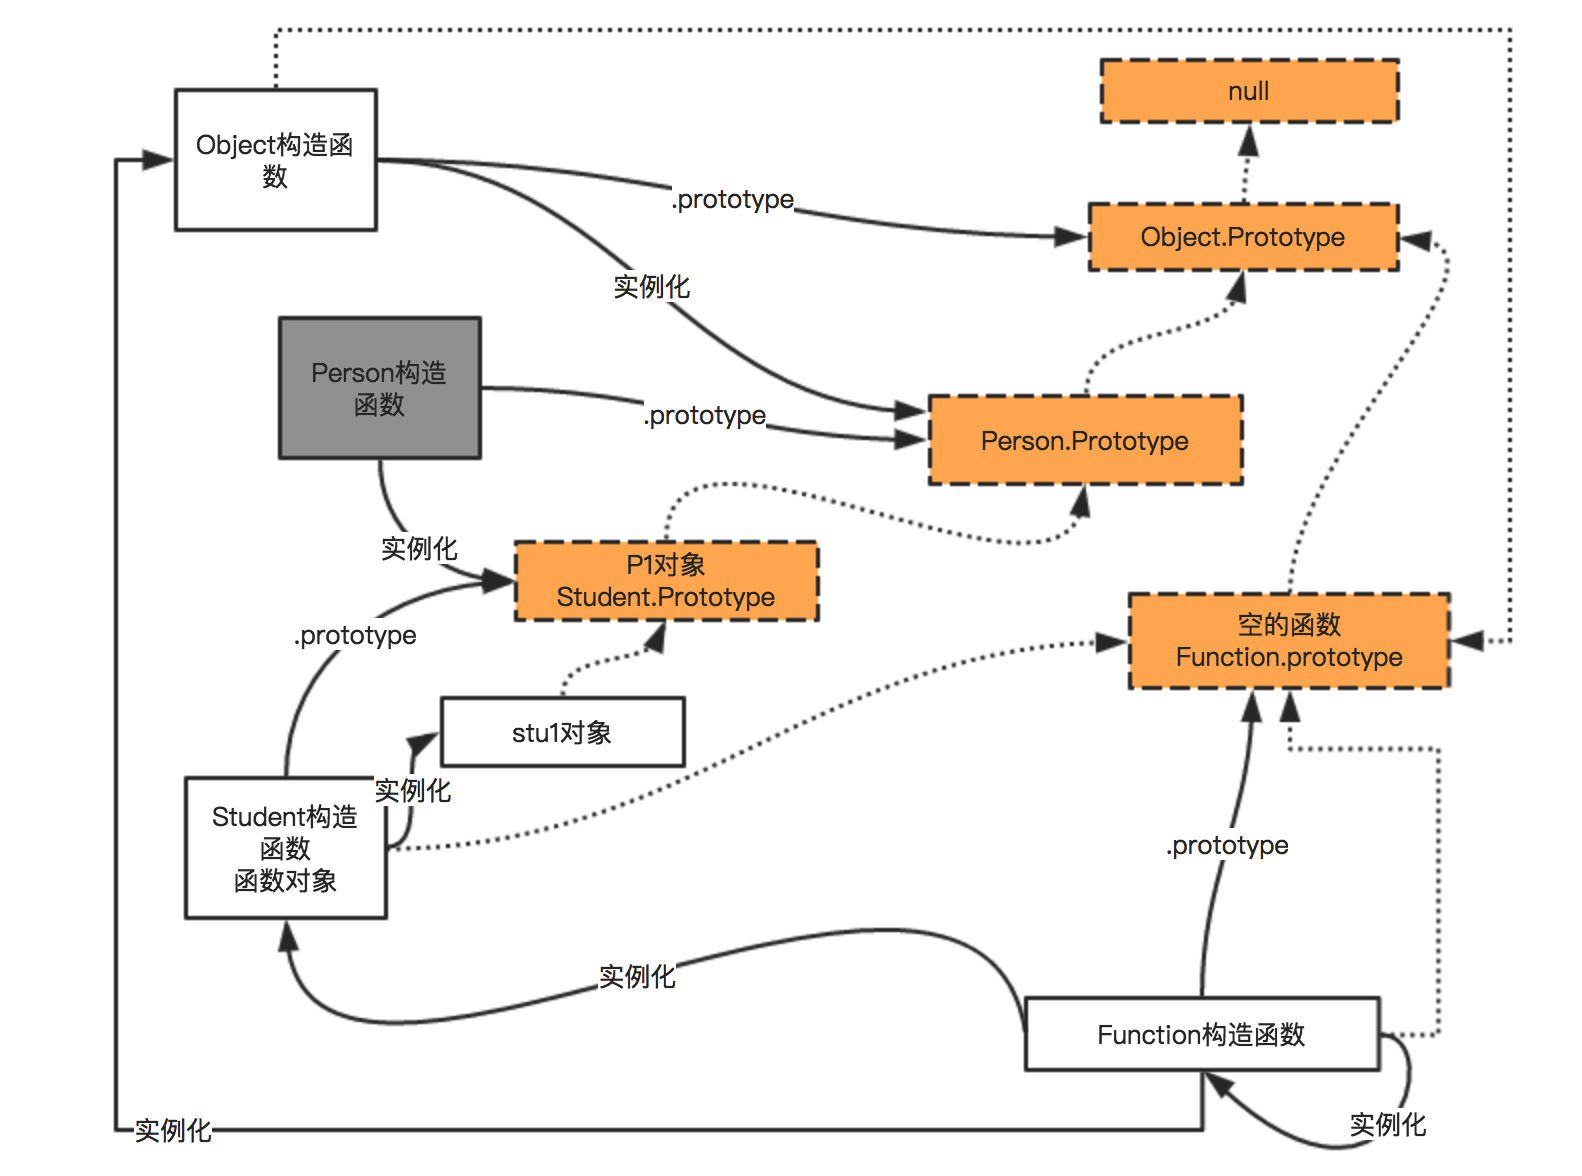 null
Object构造函
数
.prototype
Object.Prototype
实例化
Person构造
函数
.prototype
Person.Prototype
实例化
P1对象
Student.Prototype
.prototype
空的函数
Function.prototype
stu1对象
实例化
Student构造
函数
函数对象
.prototype
实例化
Function构造函数
实例化
实例化